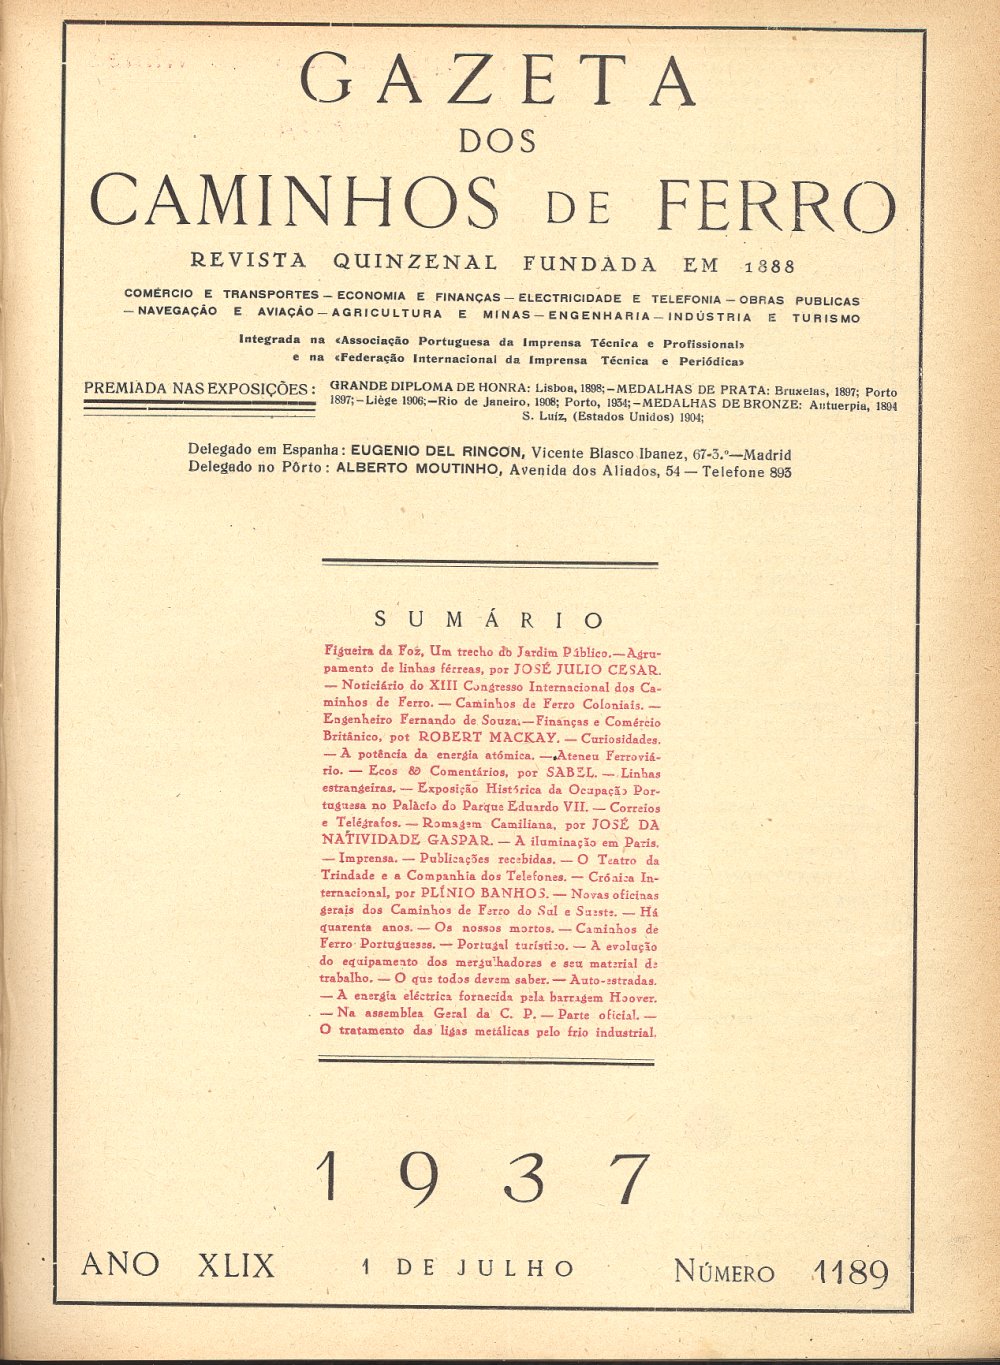 GAZETA
DOS
CAMINHOS DE FERRO
REVISTA QUINZENAL FUNDADA EM 1888
COMÉRCIO E TRANSPORTES — ECONOMIA E FINANÇAS — ELECTRICIDADE E TELEFONIA — OBRAS PUBLICAS
— NAVEGAÇÃO E AVIAÇÃO — AGRICULTURA E MINAS — ENGENHARIA — INDÚSTRIA E TURISMO
Integrada na «Associação Portuguesa da Imprensa Técnica e Profissional»
e na «Federação Internacional da Imprensa Técnica e Periódica»
PREMIADA NAS EXPOSIÇÕES: GRANDE DIPLOMA DE HONRA: Lisboa, 1898;—MEDALHAS DE PRATA: Bruxelas, 1897; Porto
1897;—Liège 1906;—Rio de Janeiro, 1908; Porto, 1934;—MEDALHAS DE BRONZE: Antuerpia, 1894
S. Luíz, (Estados Unidos) 1904;
Delegado em Espanha: EUGENIO DEL RINCON, Vicente Blasco Ibanez, 67-3.º—Madrid
Delegado no Pôrto: ALBERTO MOUTINHO, Avenida dos Aliados, 54 — Telefone 893
SUMÁRIO
Figueira da Foz, Um trecho do Jardim Público.—Agru-
pamento de linhas férreas, por JOSÉ JULIO CESAR.
— Noticiário do XIII Congresso Internacional dos Ca-
minhos de Ferro. — Caminhos de Ferro Coloniais. —
Engenheiro Fernando de Souza.—Finanças e Comércio
Britânico, pot ROBERT MACKAY. — Curiosidades.
— A potência da energia atómica. — Ateneu Ferroviá-
rio. — Ecos & Comentários, por SABEL. — Linhas
estrangeiras. — Exposição Histórica da Ocupação Por-
tuguesa no Palàcio do Parque Eduardo VII. — Correios
e Telégrafos. — Romagem Camiliana, por JOSÉ DA
NATIVIDADE GASPAR. — A iluminação em Paris.
— Imprensa. — Publicações recebidas. — O Teatro da
Trindade e a Companhia dos Telefones. — Crónica In-
ternacional, por PLÍNIO BANHOS. — Novas oficinas
gerais dos Caminhos de Ferro do Sul e Sueste. — Há
quarenta anos. — Os nossos mortos. — Caminhos de
Ferro Portugueses. — Portugal turístico. — A evolução
do equipamento dos mergulhadores e seu material de
trabalho. — O que todos devem saber. — Auto-estradas.
— A energia eléctrica fornecida pela barragem Hoover.
— Na assemblea Geral da C. P. — Parte oficial. —
O tratamento das ligas metálicas pelo frio industrial.
1937
ANO XLIX 1 DE JULHO NÚMERO 1189